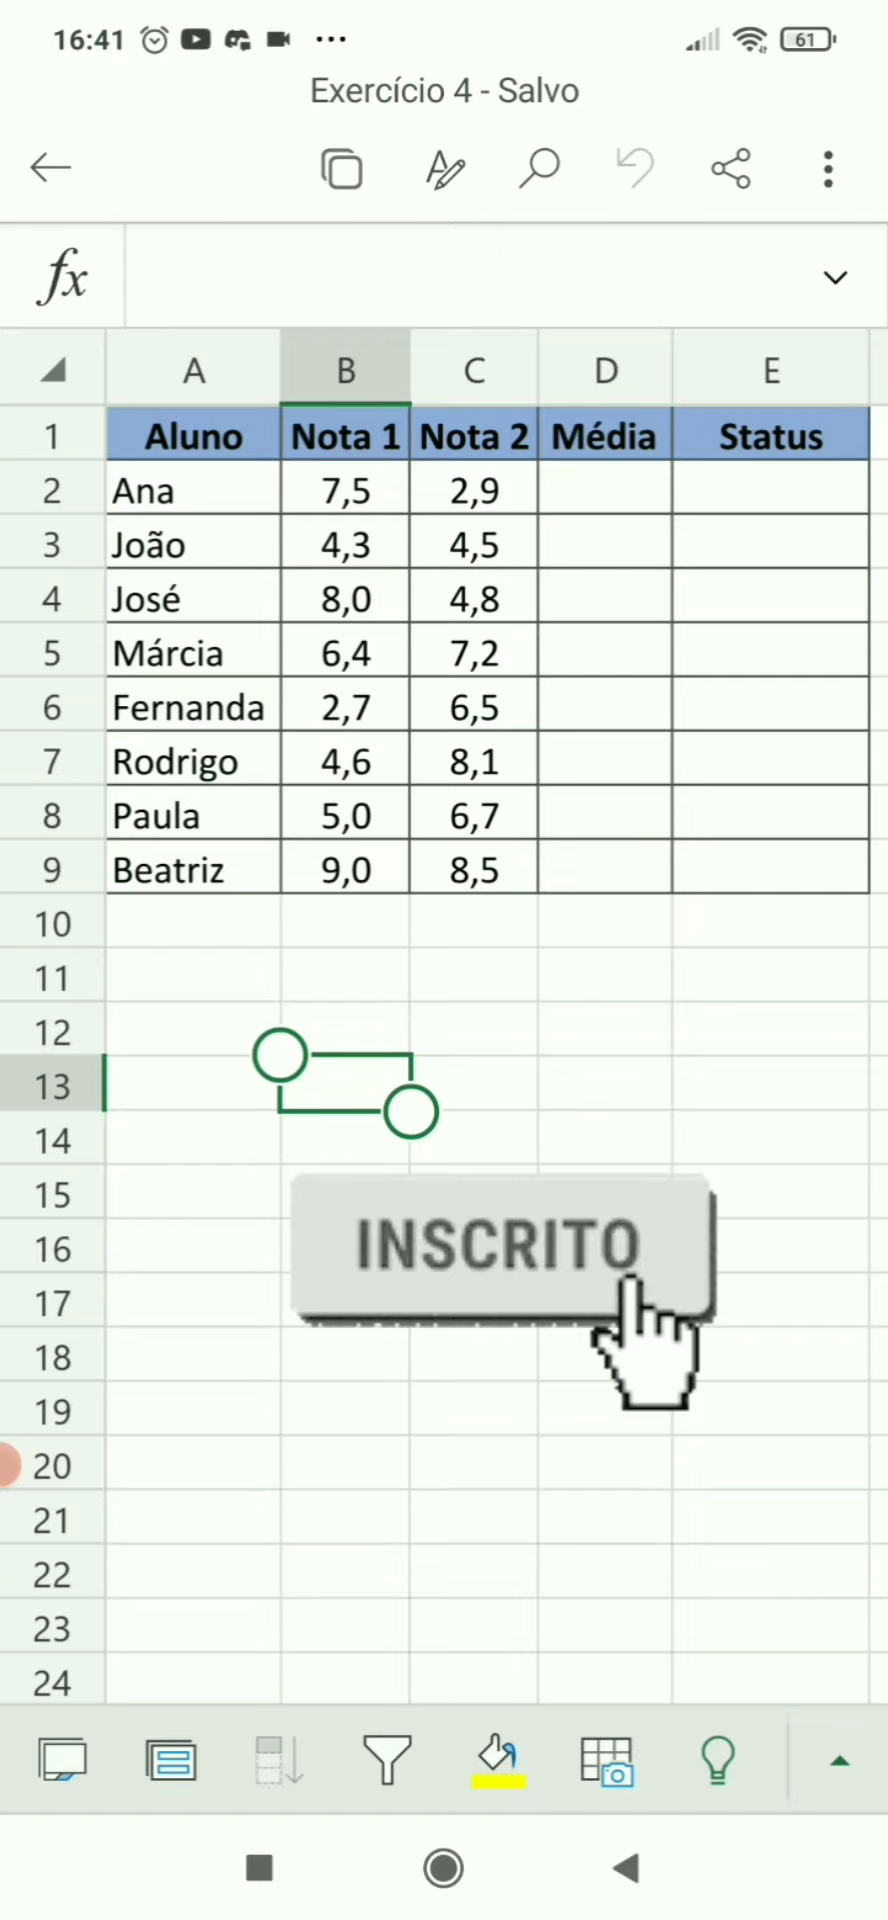 16:41 ... 61
Exercício 4 - Salvo
fx
A B C D E
1 Aluno Nota 1 Nota 2 Média Status
2 Ana 7,5 2,9
3 João 4,3 4,5
4 José 8,0 4,8
5 Márcia 6,4 7,2
6 Fernanda 2,7 6,5
7 Rodrigo 4,6 8,1
8 Paula 5,0 6,7
9 Beatriz 9,0 8,5
10
11
12
13
14
15
16 INSCRITO
17
18
19
20
21
22
23
24